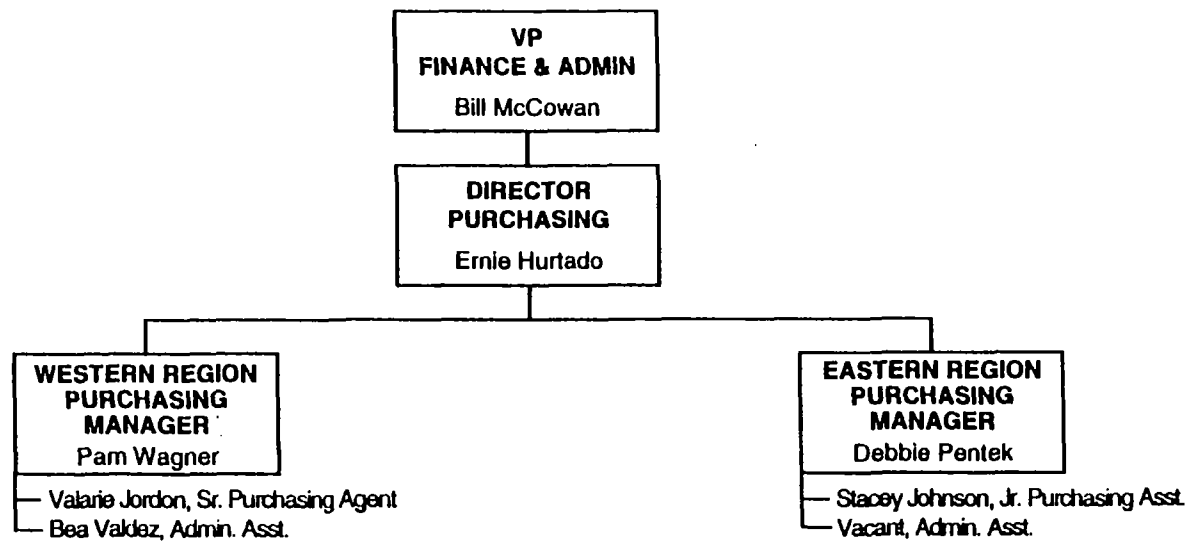 VP
FINANCE & ADMIN
Bill McCowan
DIRECTOR
PURCHASING
Ernie Hurtado
WESTERN REGION
PURCHASING
MANAGER
Pam Wagner
Valarie Jordon, Sr. Purchasing Agent
Bea Valdez, Admin. Asst.
EASTERN REGION
PURCHASING
MANAGER
Debbie Pentek
Stacey Johnson, Jr. Purchasing Asst.
Vacant, Admin. Asst.